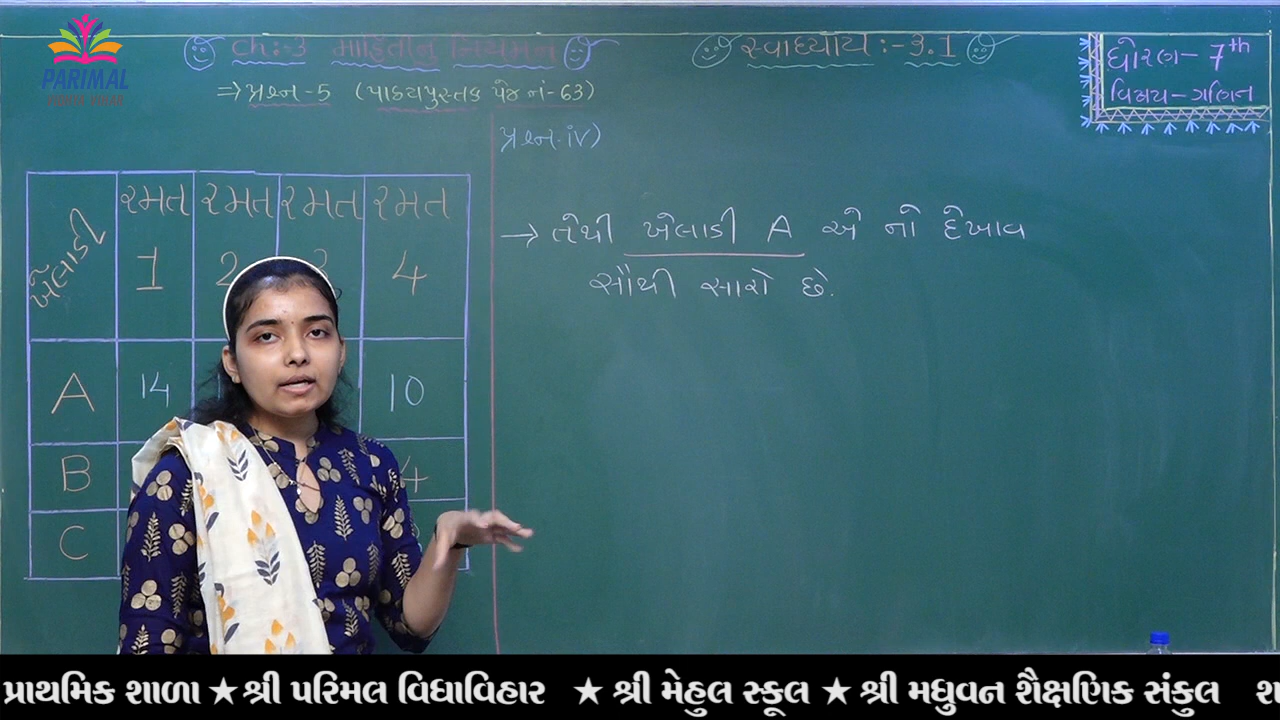 PARIMAL
Ch:-3 માહિતીનું નિયમન
સ્વાધ્યાય:-3.1
ધોરણ- 7th
વિષય-ગણિત
⇒ પ્રશ્ન-5 (પાઠ્યપુસ્તક પેજ નં-63)
પ્રશ્ન.iv)
ખેલાડી રમત 1 રમત 2 રમત 3 રમત 4
A 14 10
B 4
C
→ તેથી ખેલાડી A એ નો દેખાવ
સૌથી સારો છે.
પ્રાથમિક શાળા ★ શ્રી પરિમલ વિધાવિહાર ★ શ્રી મેહુલ સ્કૂલ ★ શ્રી મધુવન શૈક્ષણિક સંકુલ